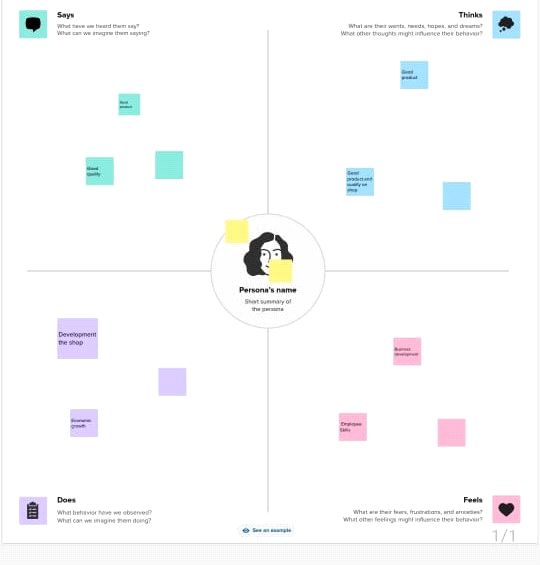 Says
What have we heard them say?
What can we imagine them saying?
Thinks
What are their wants, needs, hopes, and dreams?
What other thoughts might influence their behavior?
Good
product
Good
product
Good
Quality
Good
product and
quality on
shop
Persona's name
Short summary of
the persona
Development
the shop
Economic
growth
Business
development
Employee
Skills
Does
What behavior have we observed?
What can we imagine them doing?
Feels
What are their fears, frustrations, and anxieties?
What other feelings might influence their behavior?
See an example
1/1